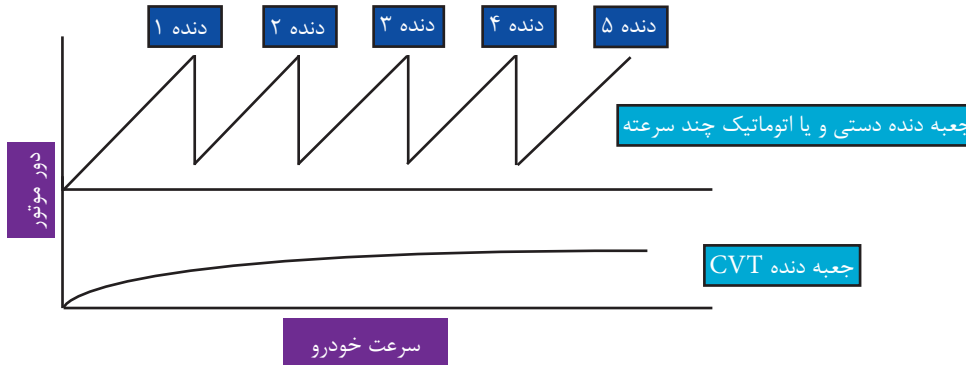 دنده ۱
دنده ۲
دنده ۳
دنده ۴
دنده ۵
جعبه دنده دستی و یا اتوماتیک چند سرعته
دور موتور
جعبه دنده CVT
سرعت خودرو